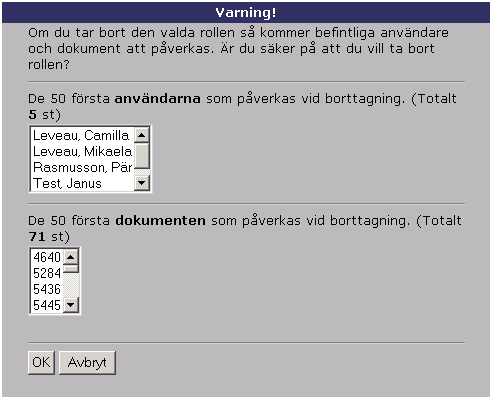 Varning!
Om du tar bort den valda rollen så kommer befintliga användare
och dokument att påverkas. Är du säker på att du vill ta bort
rollen?
De 50 första användarna som påverkas vid borttagning. (Totalt
5 st)
Leveau, Camilla
Leveau, Mikaela
Rasmusson, Pär
Test, Janus
De 50 första dokumenten som påverkas vid borttagning. (Totalt
71 st)
4640
5284
5436
5445
OK Avbryt